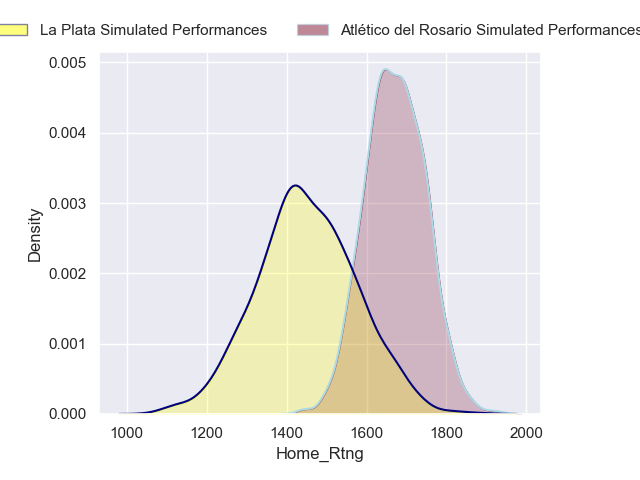 La Plata Simulated Performances
Atlético del Rosario Simulated Performances
0.005
0.004
0.003
0.002
0.001
0.000
Density
1000 1200 1400 1600 1800 2000
Home_Rtng